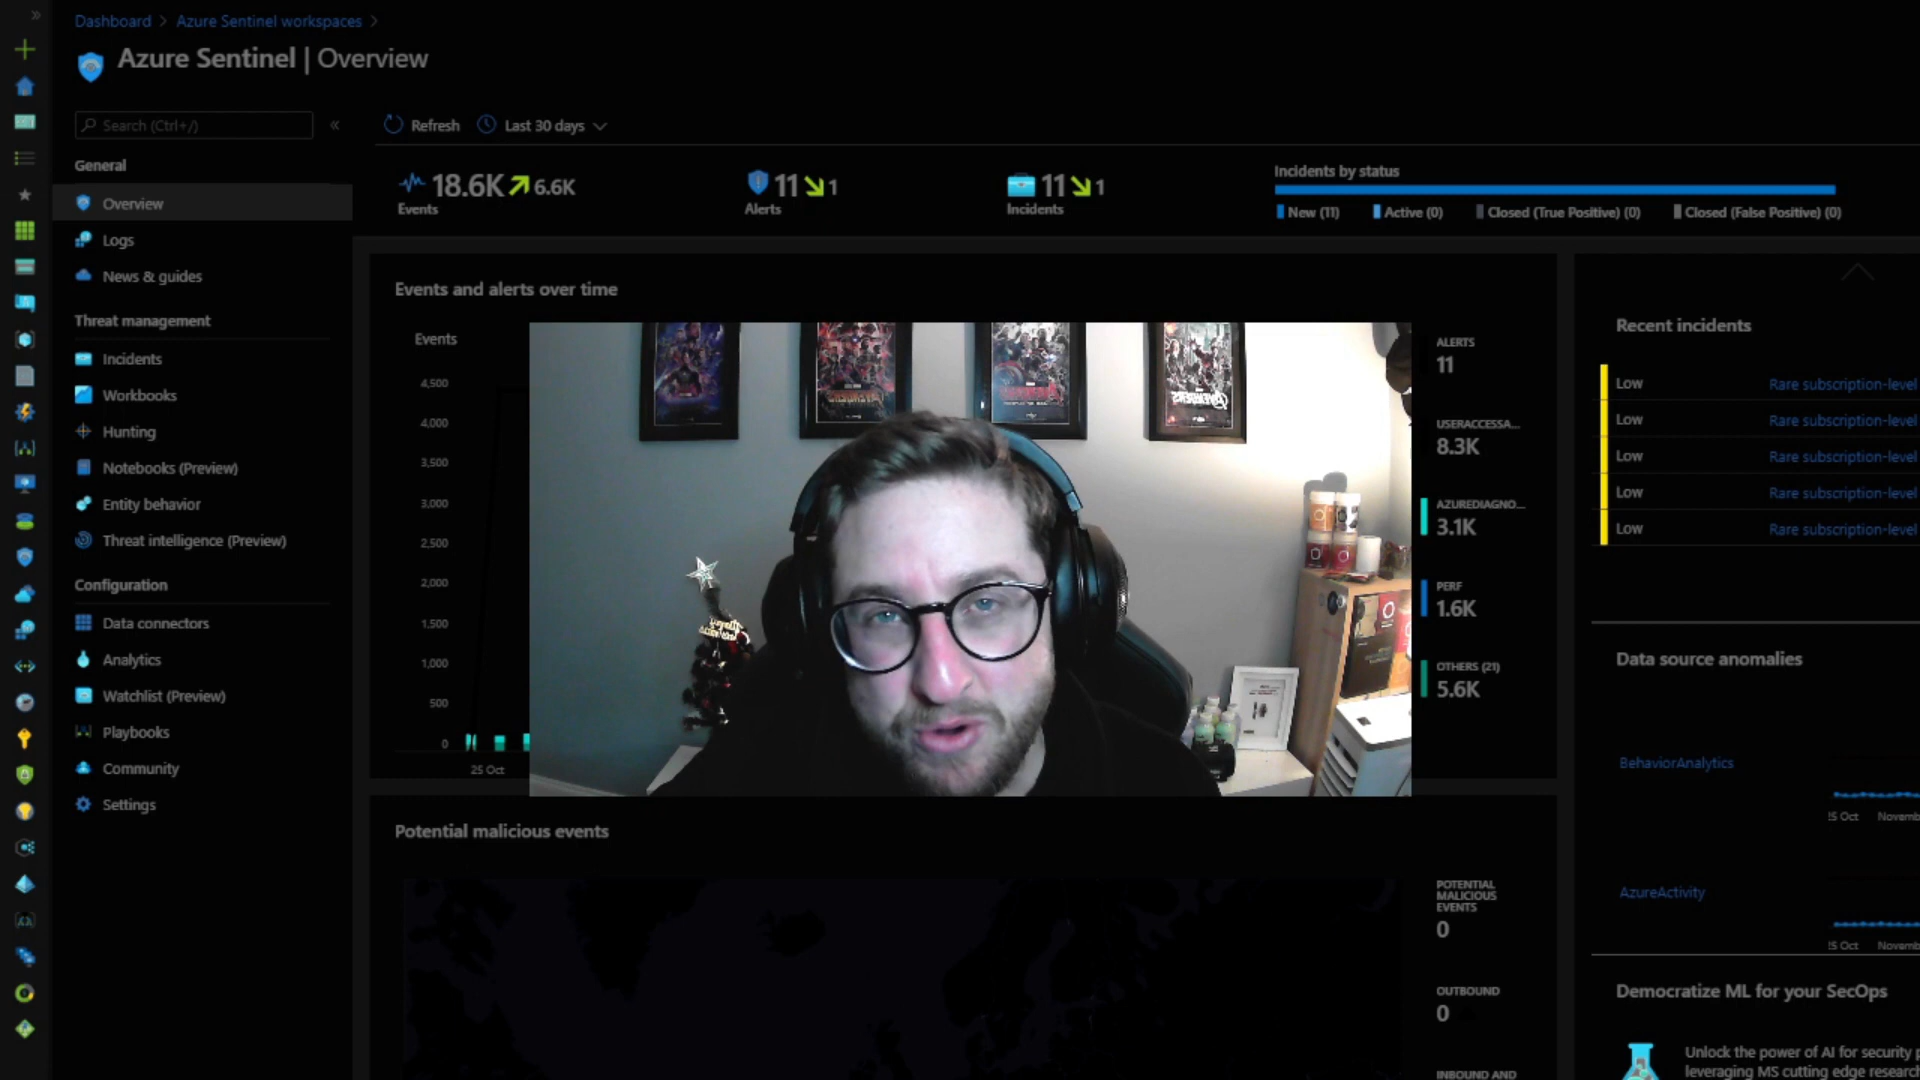 Dashboard > Azure Sentinel workspaces >
Azure Sentinel | Overview
Search (Ctrl+/)
«
General
Overview
Logs
News & guides
Threat management
Incidents
Workbooks
Hunting
Notebooks (Preview)
Entity behavior
Threat intelligence (Preview)
Configuration
Data connectors
Analytics
Watchlist (Preview)
Playbooks
Community
Settings
Refresh Last 30 days
18.6K 6.6K
Events
11 1
Alerts
11 1
Incidents
Incidents by status
New (11) Active (0) Closed (True Positive) (0) Closed (False Positive) (0)
Events and alerts over time
Events
4,500
4,000
3,500
3,000
2,500
2,000
1,500
1,000
500
0
25 Oct
ALERTS
11
USERACCESSA...
8.3K
AZUREDIAGNO...
3.1K
PERF
1.6K
OTHERS (21)
5.6K
Potential malicious events
POTENTIAL
MALICIOUS
EVENTS
0
OUTBOUND
0
INBOUND AND
Recent incidents
Low Rare subscription-level
Low Rare subscription-level
Low Rare subscription-level
Low Rare subscription-level
Low Rare subscription-level
Data source anomalies
BehaviorAnalytics
25 Oct Novemb
AzureActivity
25 Oct Novemb
Democratize ML for your SecOps
Unlock the power of AI for security p
leveraging MS cutting edge research